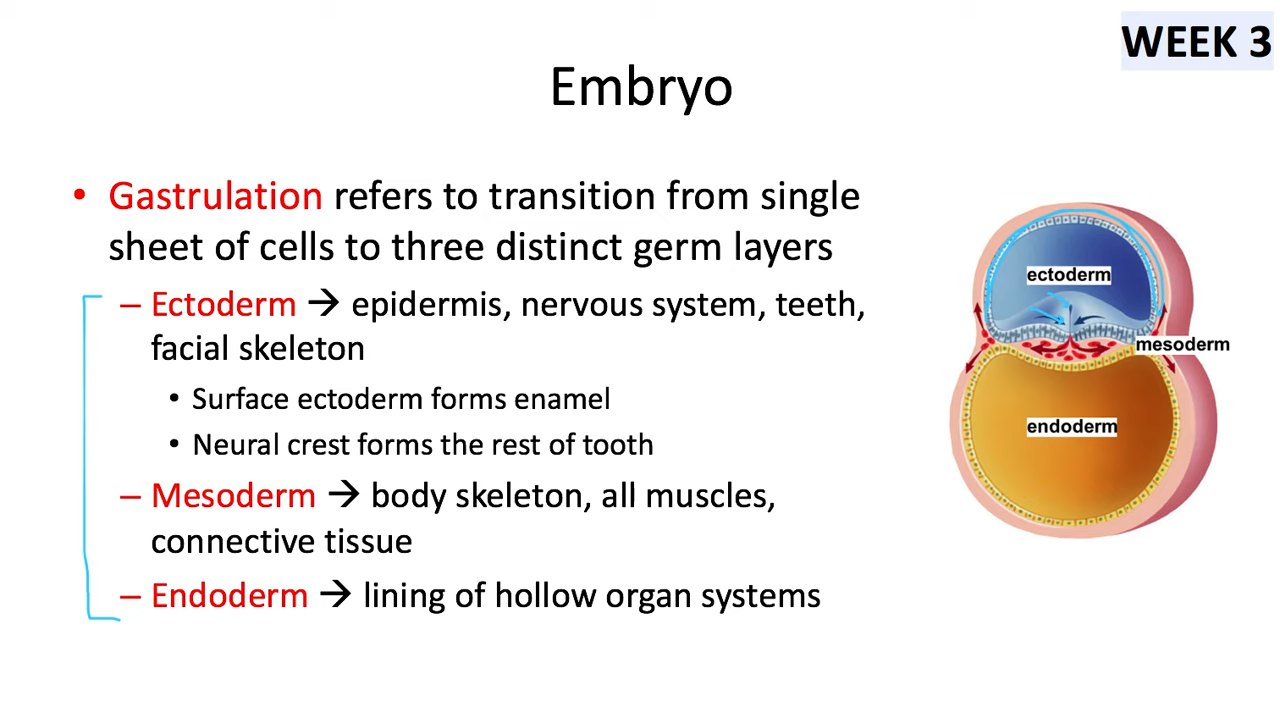 WEEK 3
Embryo
• Gastrulation refers to transition from single
sheet of cells to three distinct germ layers
– Ectoderm → epidermis, nervous system, teeth,
facial skeleton
• Surface ectoderm forms enamel
• Neural crest forms the rest of tooth
– Mesoderm → body skeleton, all muscles,
connective tissue
– Endoderm → lining of hollow organ systems
ectoderm
mesoderm
endoderm